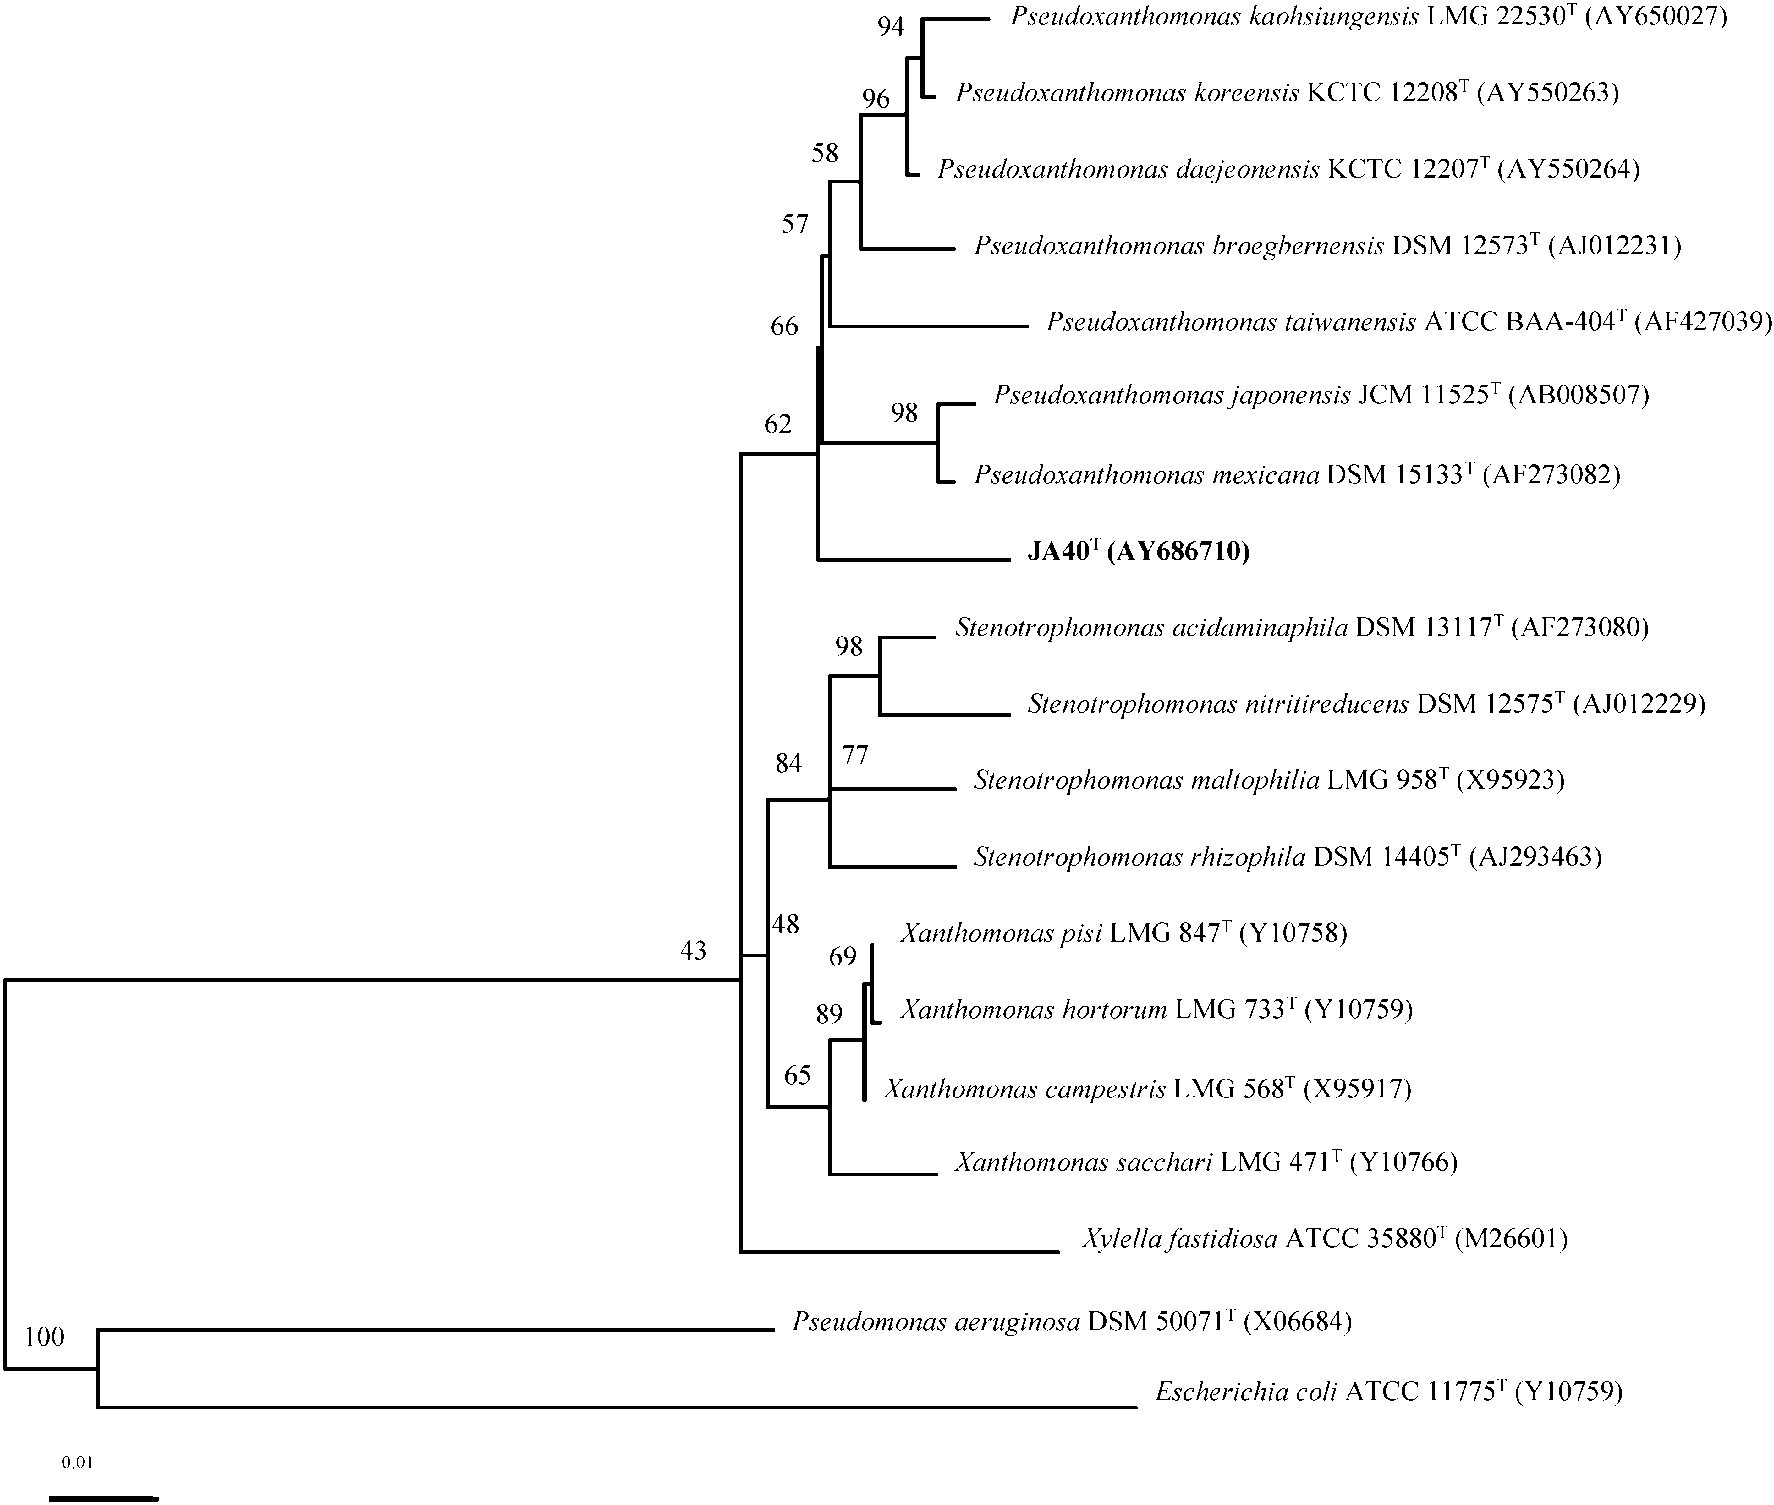 94
Pseudoxanthomonas kaohsiungensis LMG 22530ᵀ (AY650027)
96
Pseudoxanthomonas koreensis KCTC 12208ᵀ (AY550263)
58
Pseudoxanthomonas daejeonensis KCTC 12207ᵀ (AY550264)
57
Pseudoxanthomonas broegbernensis DSM 12573ᵀ (AJ012231)
66
Pseudoxanthomonas taiwanensis ATCC BAA-404ᵀ (AF427039)
98
Pseudoxanthomonas japonensis JCM 11525ᵀ (AB008507)
62
Pseudoxanthomonas mexicana DSM 15133ᵀ (AF273082)
JA40ᵀ (AY686710)
98
Stenotrophomonas acidaminaphila DSM 13117ᵀ (AF273080)
Stenotrophomonas nitritireducens DSM 12575ᵀ (AJ012229)
84
77
Stenotrophomonas maltophilia LMG 958ᵀ (X95923)
Stenotrophomonas rhizophila DSM 14405ᵀ (AJ293463)
43
48
69
Xanthomonas pisi LMG 847ᵀ (Y10758)
89
Xanthomonas hortorum LMG 733ᵀ (Y10759)
65
Xanthomonas campestris LMG 568ᵀ (X95917)
Xanthomonas sacchari LMG 471ᵀ (Y10766)
Xylella fastidiosa ATCC 35880ᵀ (M26601)
100
Pseudomonas aeruginosa DSM 50071ᵀ (X06684)
Escherichia coli ATCC 11775ᵀ (Y10759)
0.01